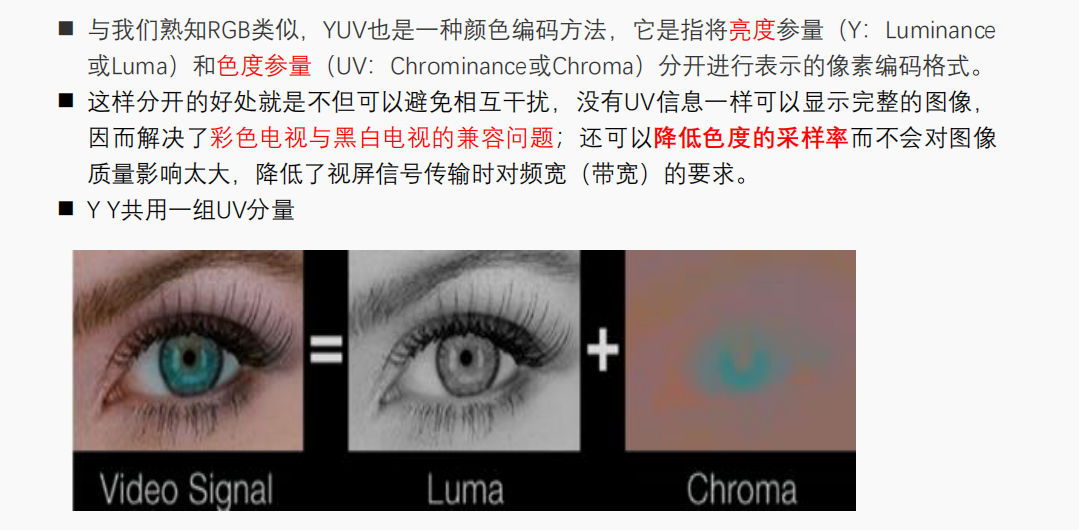 ■ 与我们熟知RGB类似，YUV也是一种颜色编码方法，它是指将亮度参量（Y：Luminance
或Luma）和色度参量（UV：Chrominance或Chroma）分开进行表示的像素编码格式。
■ 这样分开的好处就是不但可以避免相互干扰，没有UV信息一样可以显示完整的图像，
因而解决了彩色电视与黑白电视的兼容问题；还可以降低色度的采样率而不会对图像
质量影响太大，降低了视屏信号传输时对频宽（带宽）的要求。
■ Y Y共用一组UV分量
= +
Video Signal Luma Chroma